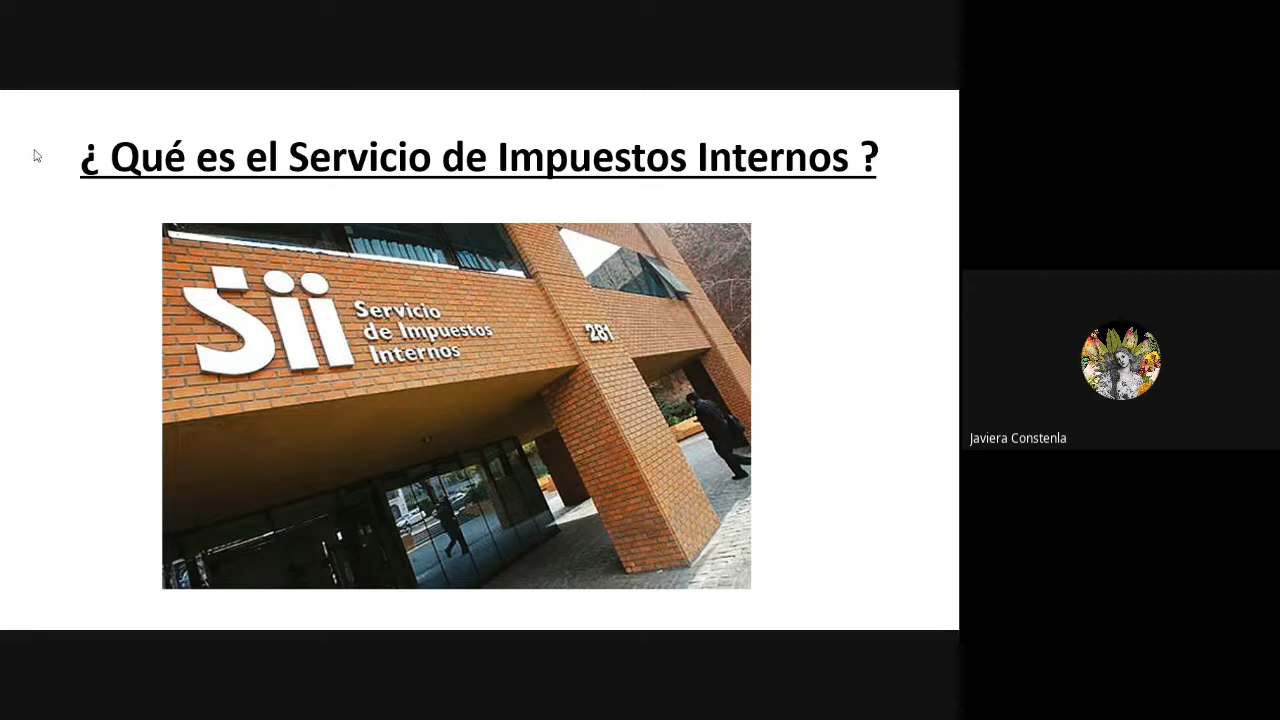 ¿ Qué es el Servicio de Impuestos Internos ?
Sii
Servicio
de Impuestos
Internos
281
Javiera Constenla